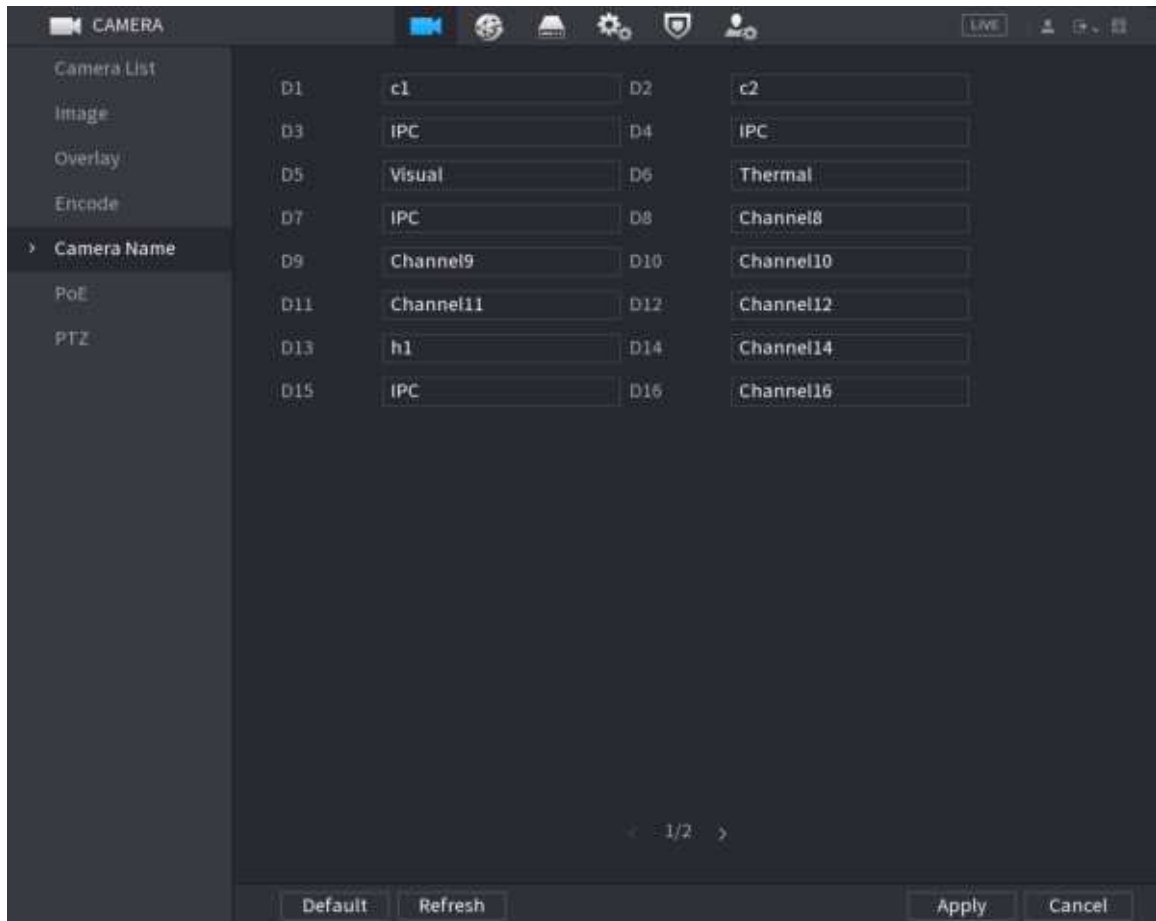 CAMERA LIVE
Camera List
Image
Overlay
Encode
Camera Name
PoE
PTZ
D1 c1 D2 c2
D3 IPC D4 IPC
D5 Visual D6 Thermal
D7 IPC D8 Channel8
D9 Channel9 D10 Channel10
D11 Channel11 D12 Channel12
D13 h1 D14 Channel14
D15 IPC D16 Channel16
1/2
Default Refresh Apply Cancel